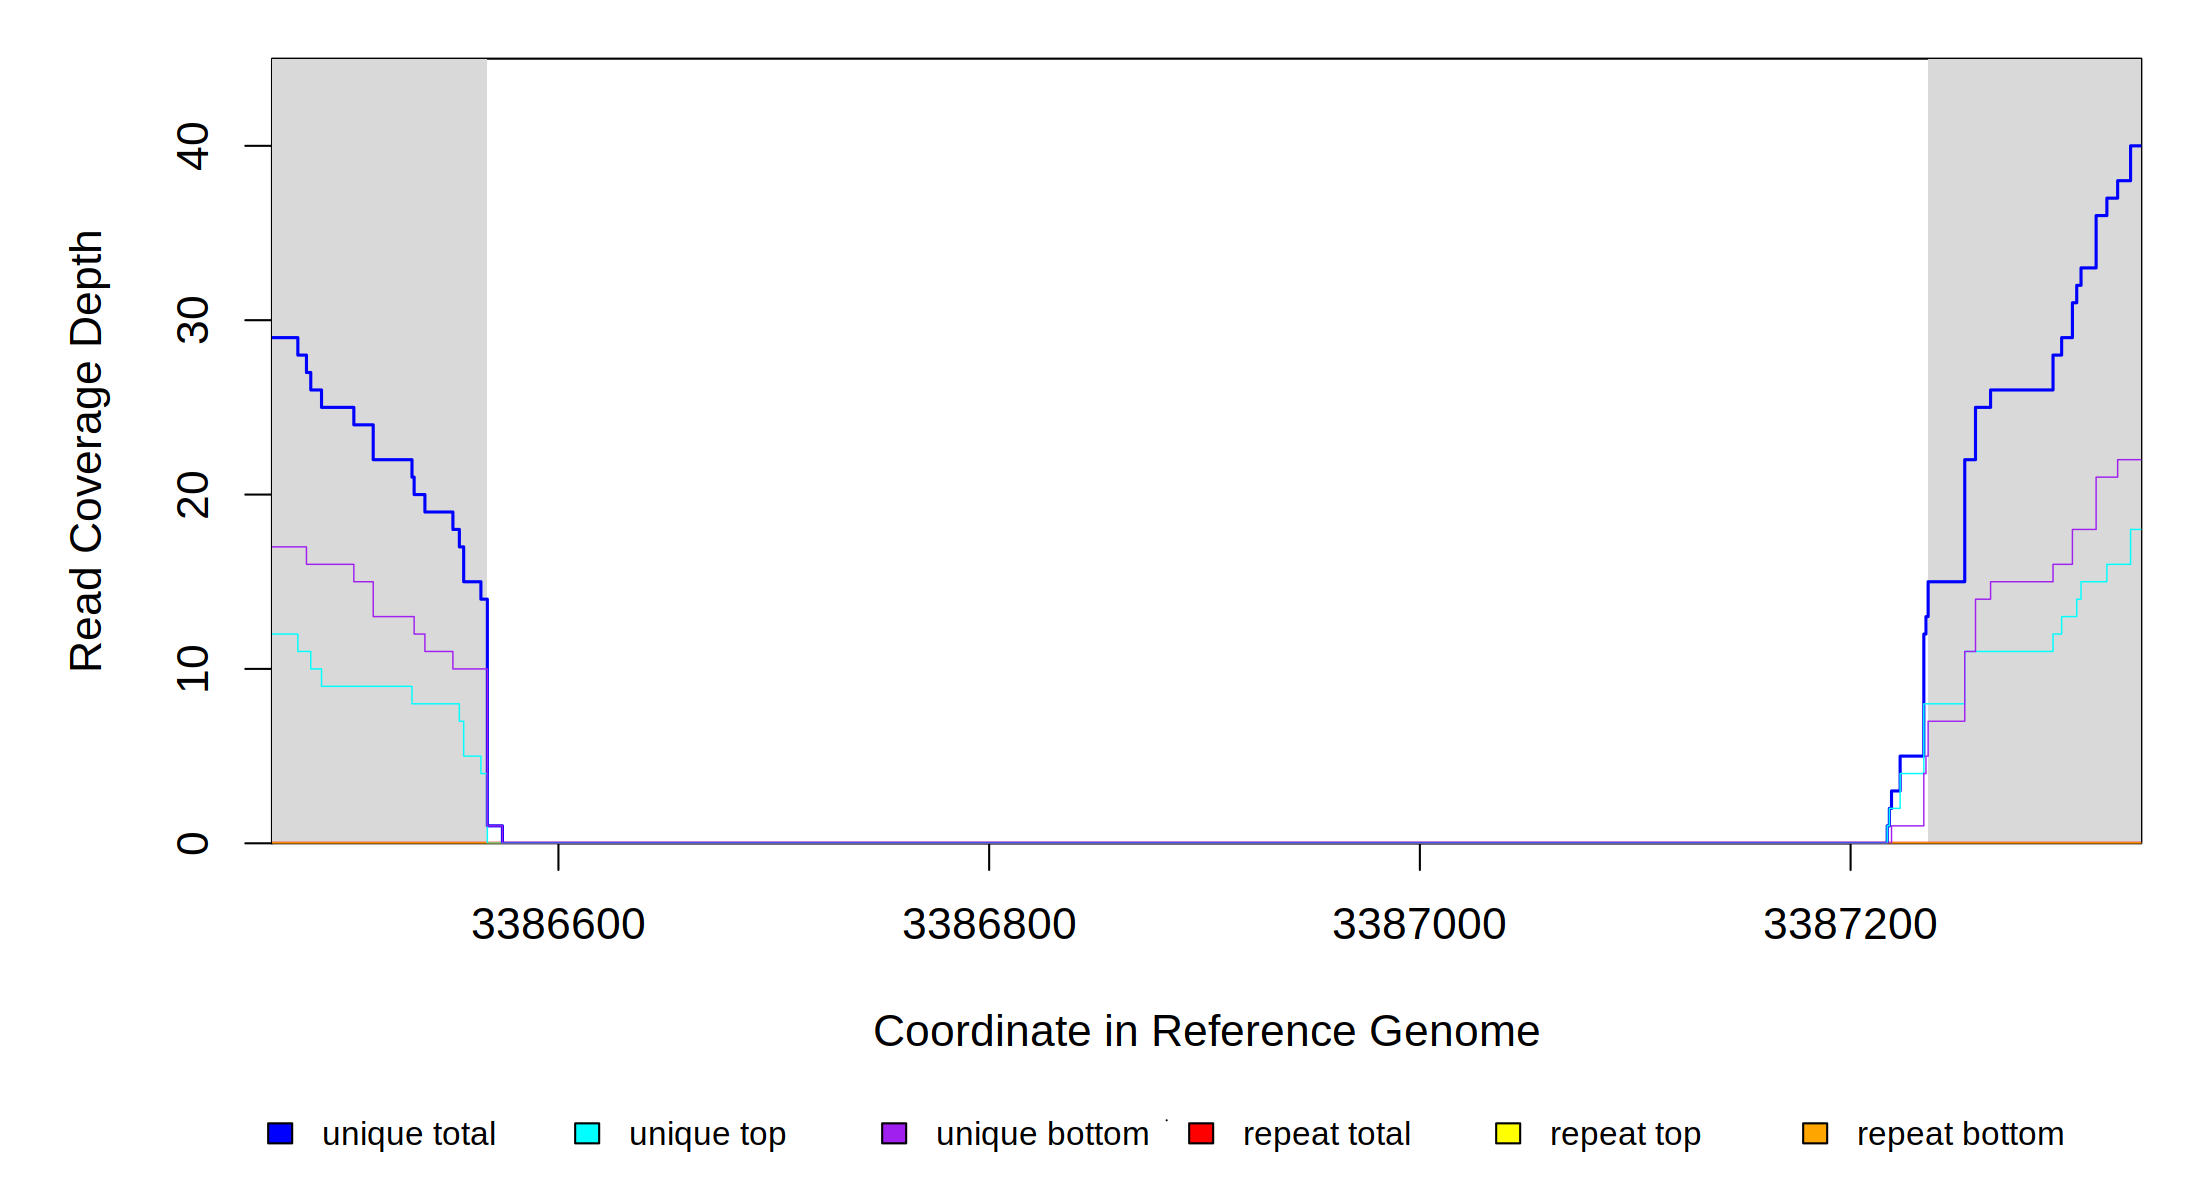 40
30
20
10
0
Read Coverage Depth
3386600 3386800 3387000 3387200
Coordinate in Reference Genome
unique total unique top unique bottom repeat total repeat top repeat bottom